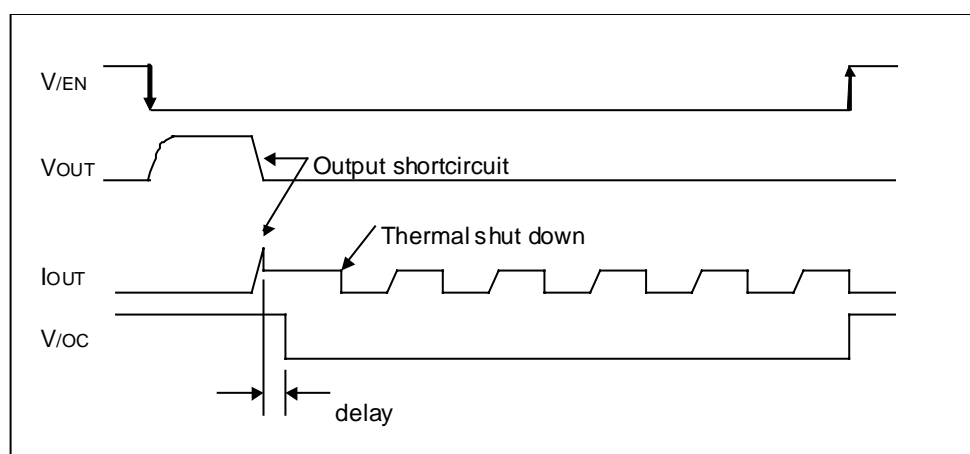 V/EN
VOUT
Output shortcircuit
Thermal shut down
IOUT
V/OC
delay